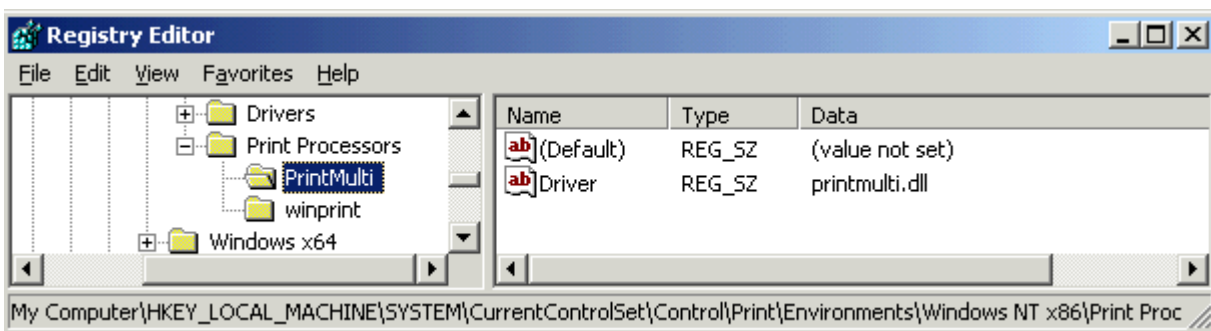 Registry Editor
File Edit View Favorites Help
Drivers
Print Processors
PrintMulti
winprint
Windows x64
Name Type Data
ab (Default) REG_SZ (value not set)
ab Driver REG_SZ printmulti.dll
My Computer\HKEY_LOCAL_MACHINE\SYSTEM\CurrentControlSet\Control\Print\Environments\Windows NT x86\Print Proc